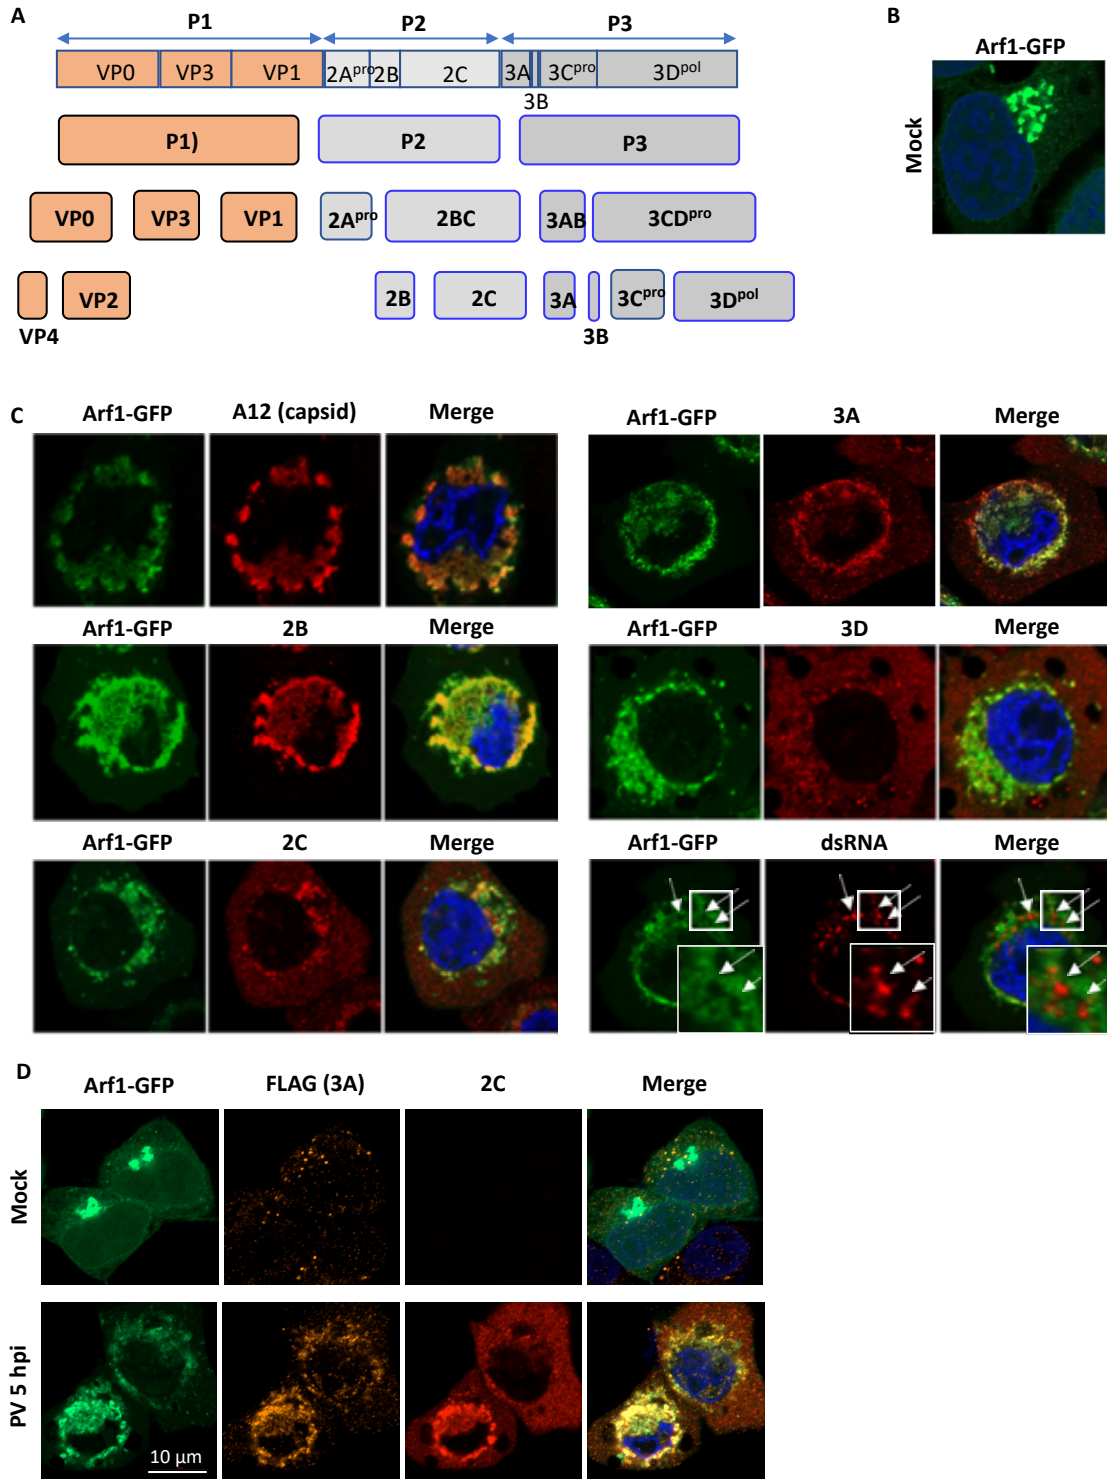 A
P1 P2 P3
VP0 VP3 VP1 2Apro 2B 2C 3A 3Cpro 3Dpol
3B
P1) P2 P3
VP0 VP3 VP1 2Apro 2BC 3AB 3CDpro
VP2 2B 2C 3A 3Cpro 3Dpol
VP4 3B
B
Arf1-GFP
Mock
C
Arf1-GFP A12 (capsid) Merge
Arf1-GFP 3A Merge
Arf1-GFP 2B Merge
Arf1-GFP 3D Merge
Arf1-GFP 2C Merge
Arf1-GFP dsRNA Merge
D
Arf1-GFP FLAG (3A) 2C Merge
Mock
PV 5 hpi
10 μm